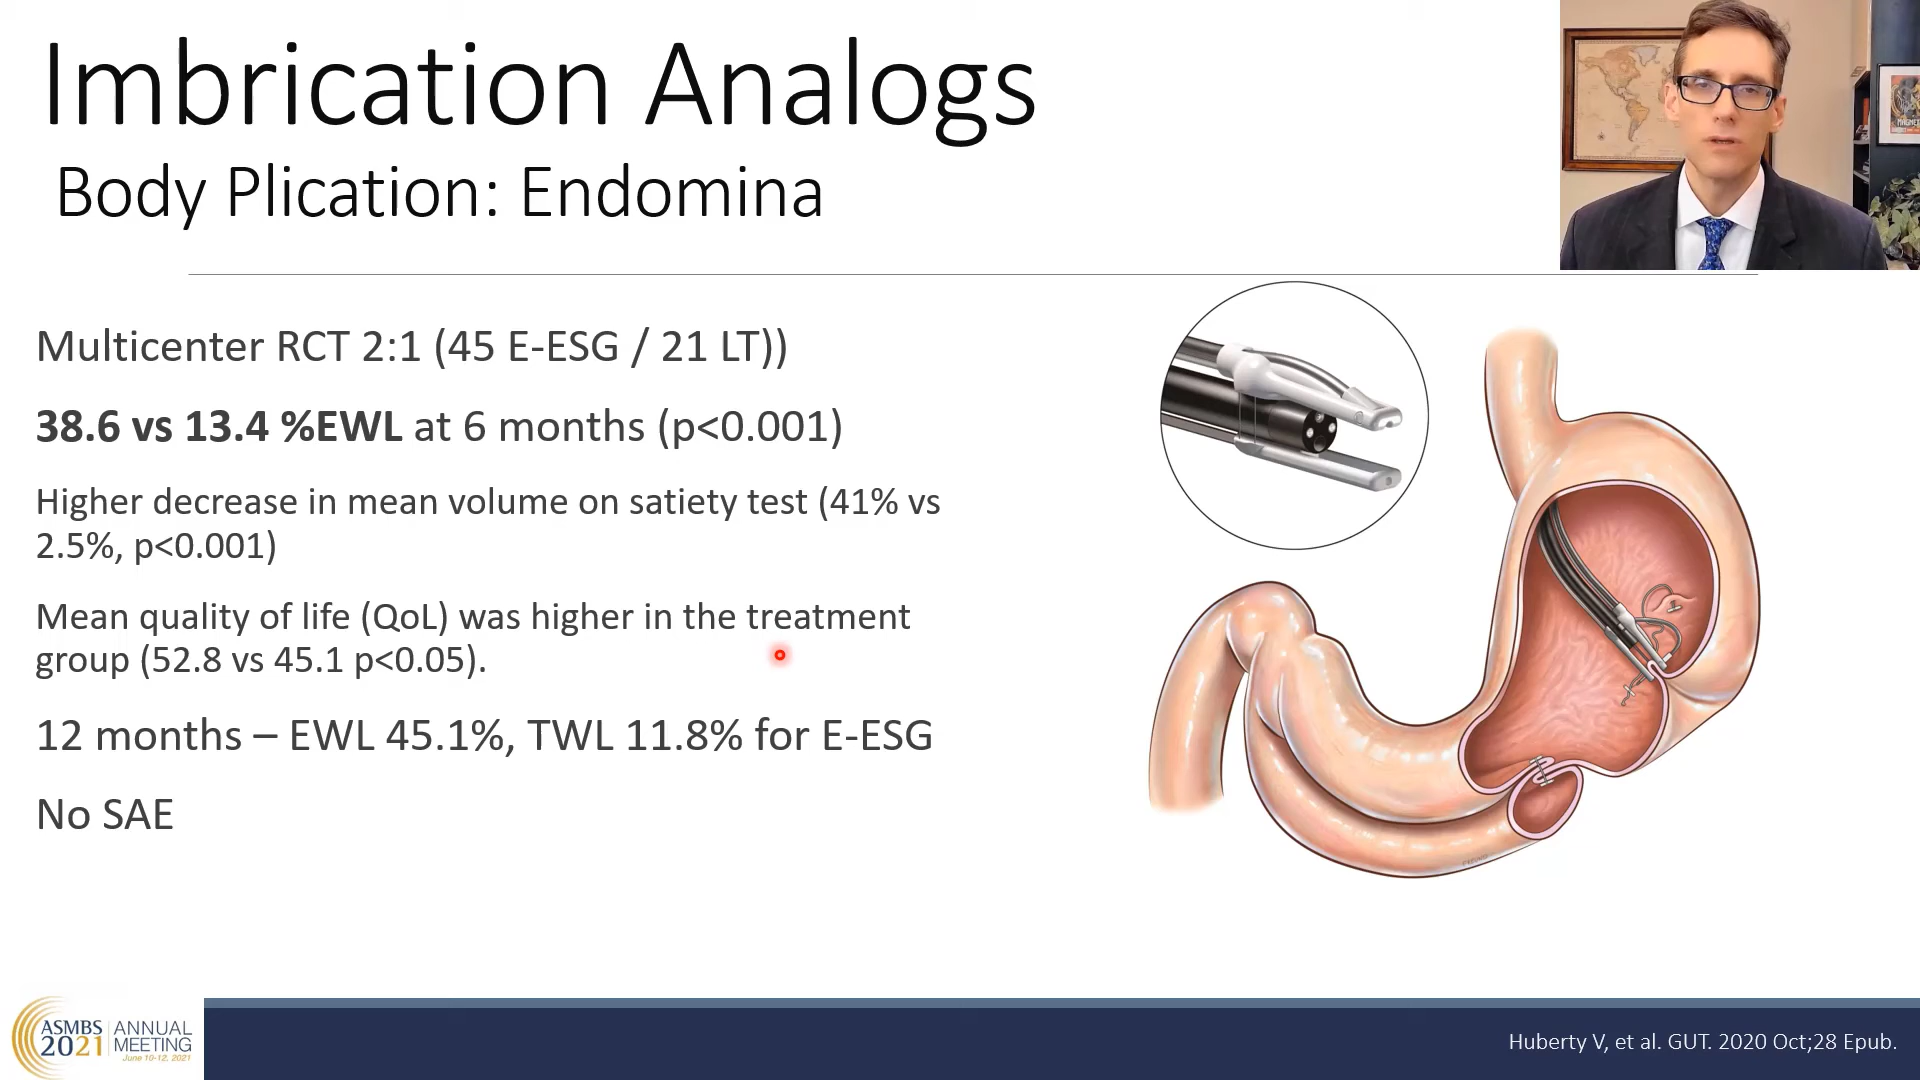 Imbrication Analogs
Body Plication: Endomina
Multicenter RCT 2:1 (45 E-ESG / 21 LT))
38.6 vs 13.4 %EWL at 6 months (p<0.001)
Higher decrease in mean volume on satiety test (41% vs
2.5%, p<0.001)
Mean quality of life (QoL) was higher in the treatment
group (52.8 vs 45.1 p<0.05).
12 months – EWL 45.1%, TWL 11.8% for E-ESG
No SAE
ASMBS
2021
ANNUAL
MEETING
June 10-12, 2021
Huberty V, et al. GUT. 2020 Oct;28 Epub.